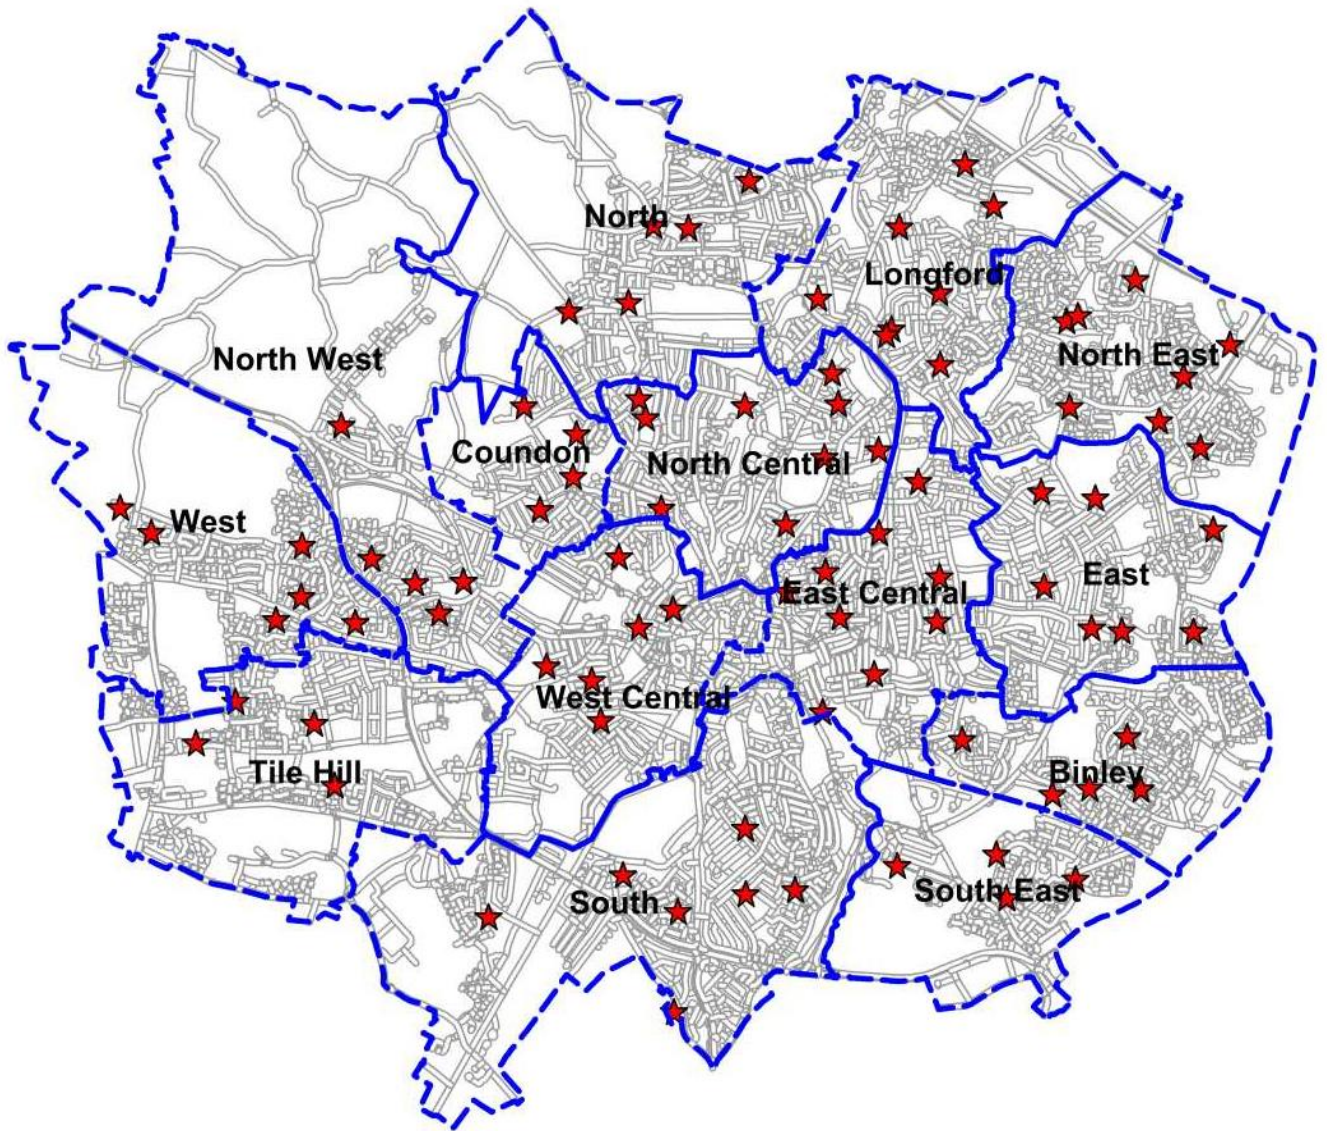 North
Longford
North West
North East
Coundon
North Central
West
East
East Central
West Central
Tile Hill
Binley
South
South East